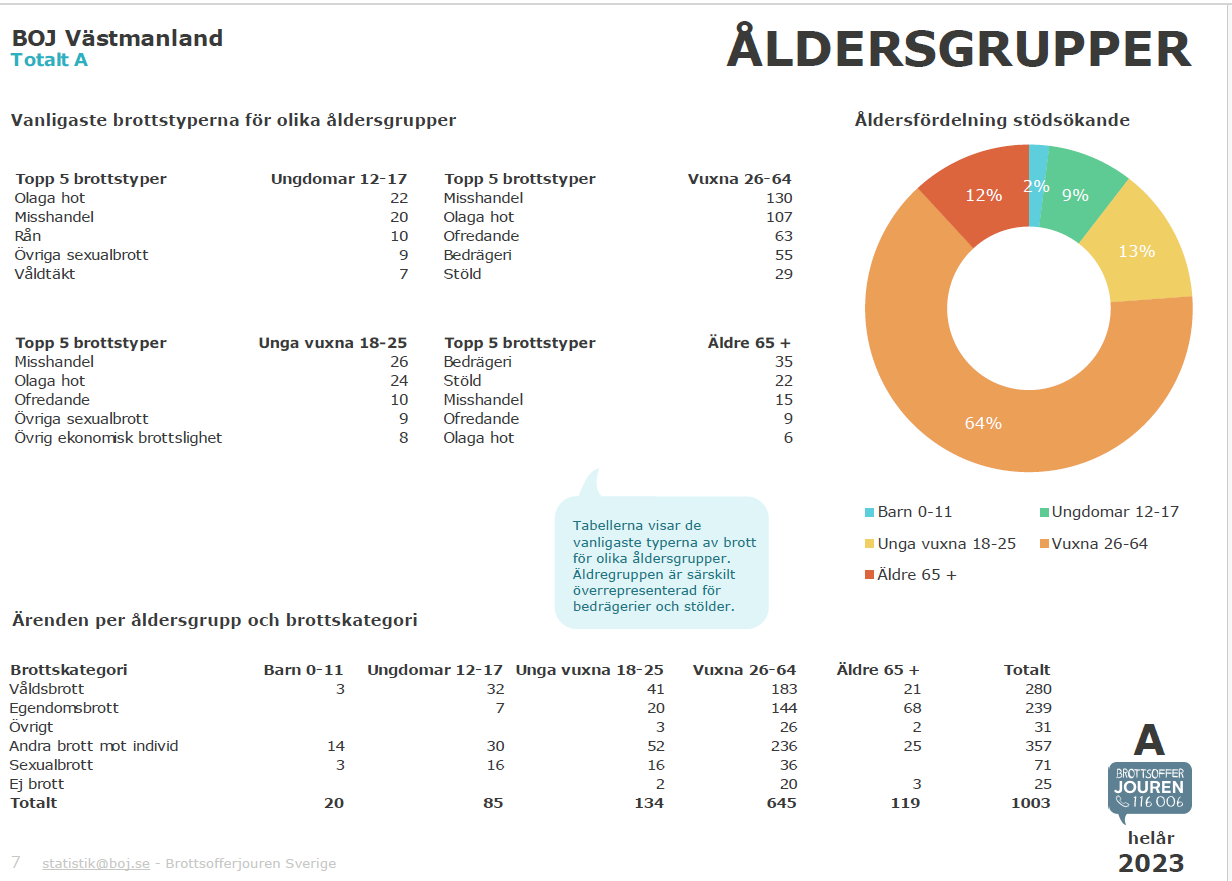 BOJ Västmanland
Totalt A
ÅLDERSGRUPPER
Vanligaste brottstyperna för olika åldersgrupper
Topp 5 brottstyper Ungdomar 12-17
Olaga hot 22
Misshandel 20
Rån 10
Övriga sexualbrott 9
Våldtäkt 7
Topp 5 brottstyper Vuxna 26-64
Misshandel 130
Olaga hot 107
Ofredande 63
Bedrägeri 55
Stöld 29
Topp 5 brottstyper Unga vuxna 18-25
Misshandel 26
Olaga hot 24
Ofredande 10
Övriga sexualbrott 9
Övrig ekonomisk brottslighet 8
Topp 5 brottstyper Äldre 65 +
Bedrägeri 35
Stöld 22
Misshandel 15
Ofredande 9
Olaga hot 6
Tabellerna visar de
vanligaste typerna av brott
för olika åldersgrupper.
Äldregruppen är särskilt
överrepresenterad för
bedrägerier och stölder.
Åldersfördelning stödsökande
2%
9%
13%
64%
12%
Barn 0-11 Ungdomar 12-17
Unga vuxna 18-25 Vuxna 26-64
Äldre 65 +
Ärenden per åldersgrupp och brottskategori
Brottskategori Barn 0-11 Ungdomar 12-17 Unga vuxna 18-25 Vuxna 26-64 Äldre 65 + Totalt
Våldsbrott 3 32 41 183 21 280
Egendomsbrott 7 20 144 68 239
Övrigt 3 26 2 31
Andra brott mot individ 14 30 52 236 25 357
Sexualbrott 3 16 16 36 71
Ej brott 2 20 3 25
Totalt 20 85 134 645 119 1003
A
BROTTSOFFER
JOUREN
116 006
helår
2023
7 statistik@boj.se - Brottsofferjouren Sverige